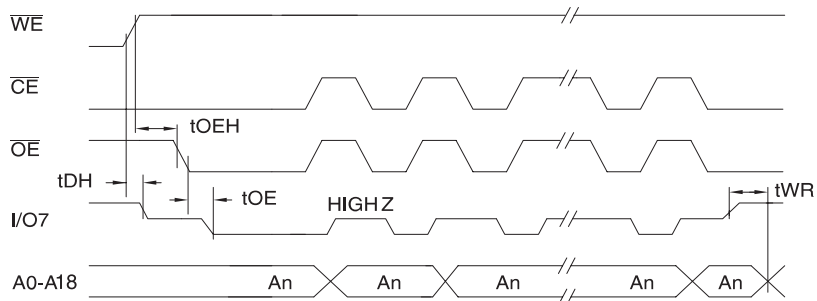 WE
CE
tOEH
OE
tDH
tOE
tWR
HIGH Z
I/O7
A0-A18 An An An An An